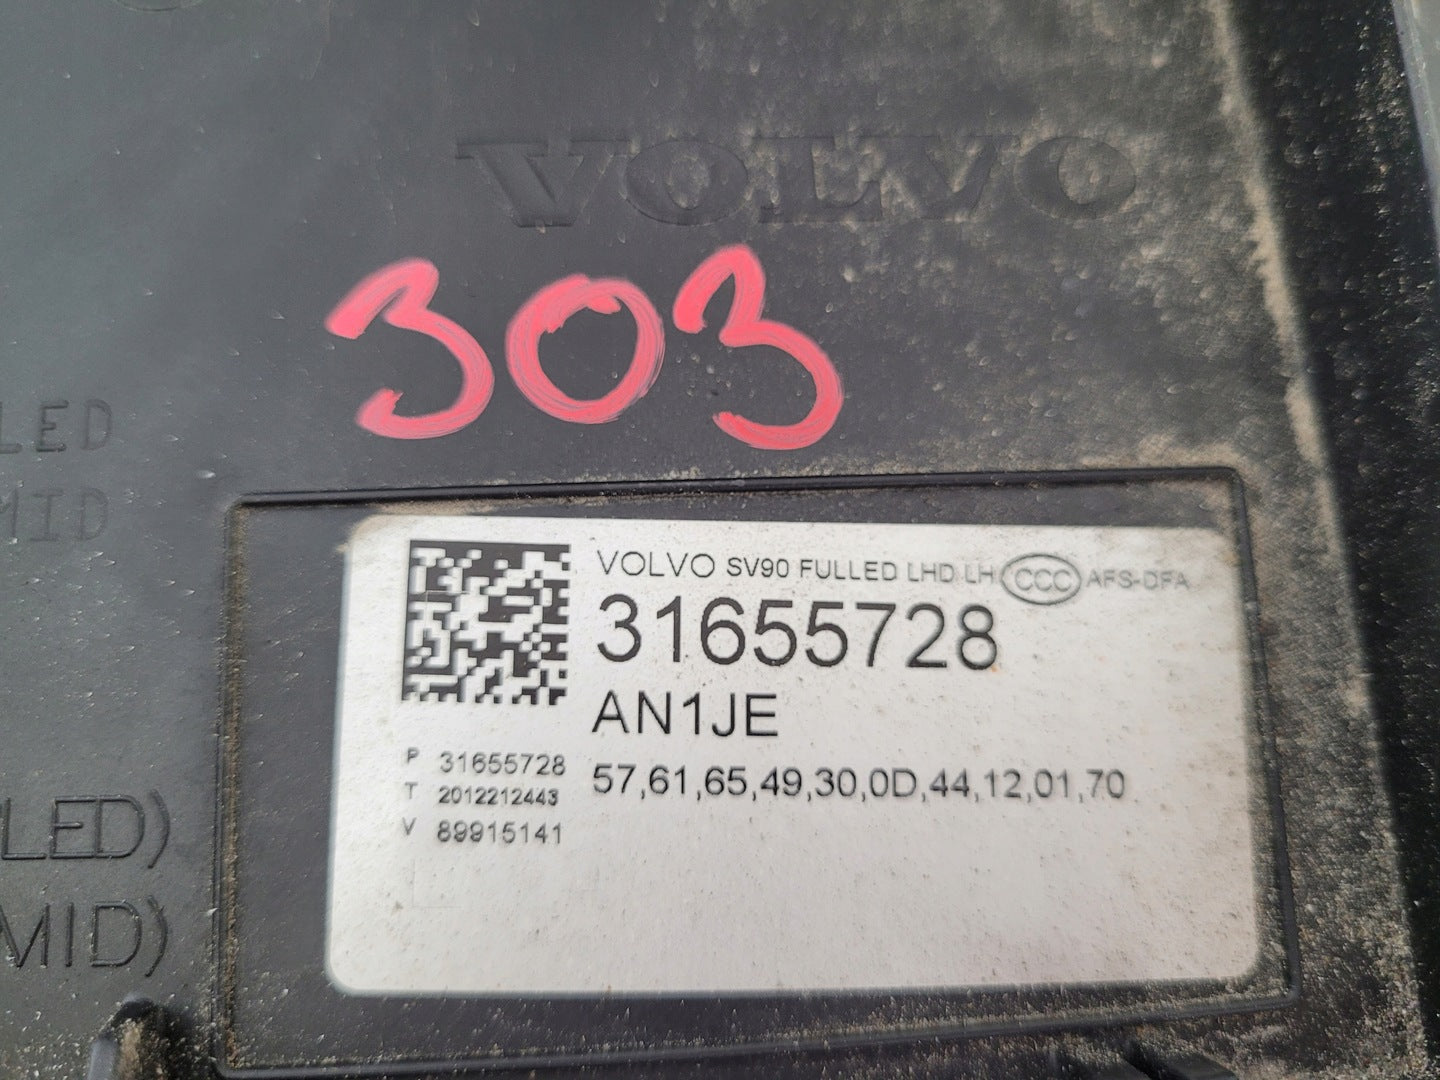 VOLVO
303
LED
MID
VOLVO SV90 FULLED LHD LH CCC AFS-DFA
31655728
AN1JE
P 31655728
T 2012212443
V 89915141
57,61,65,49,30,0D,44,12,01,70
LED)
MID)